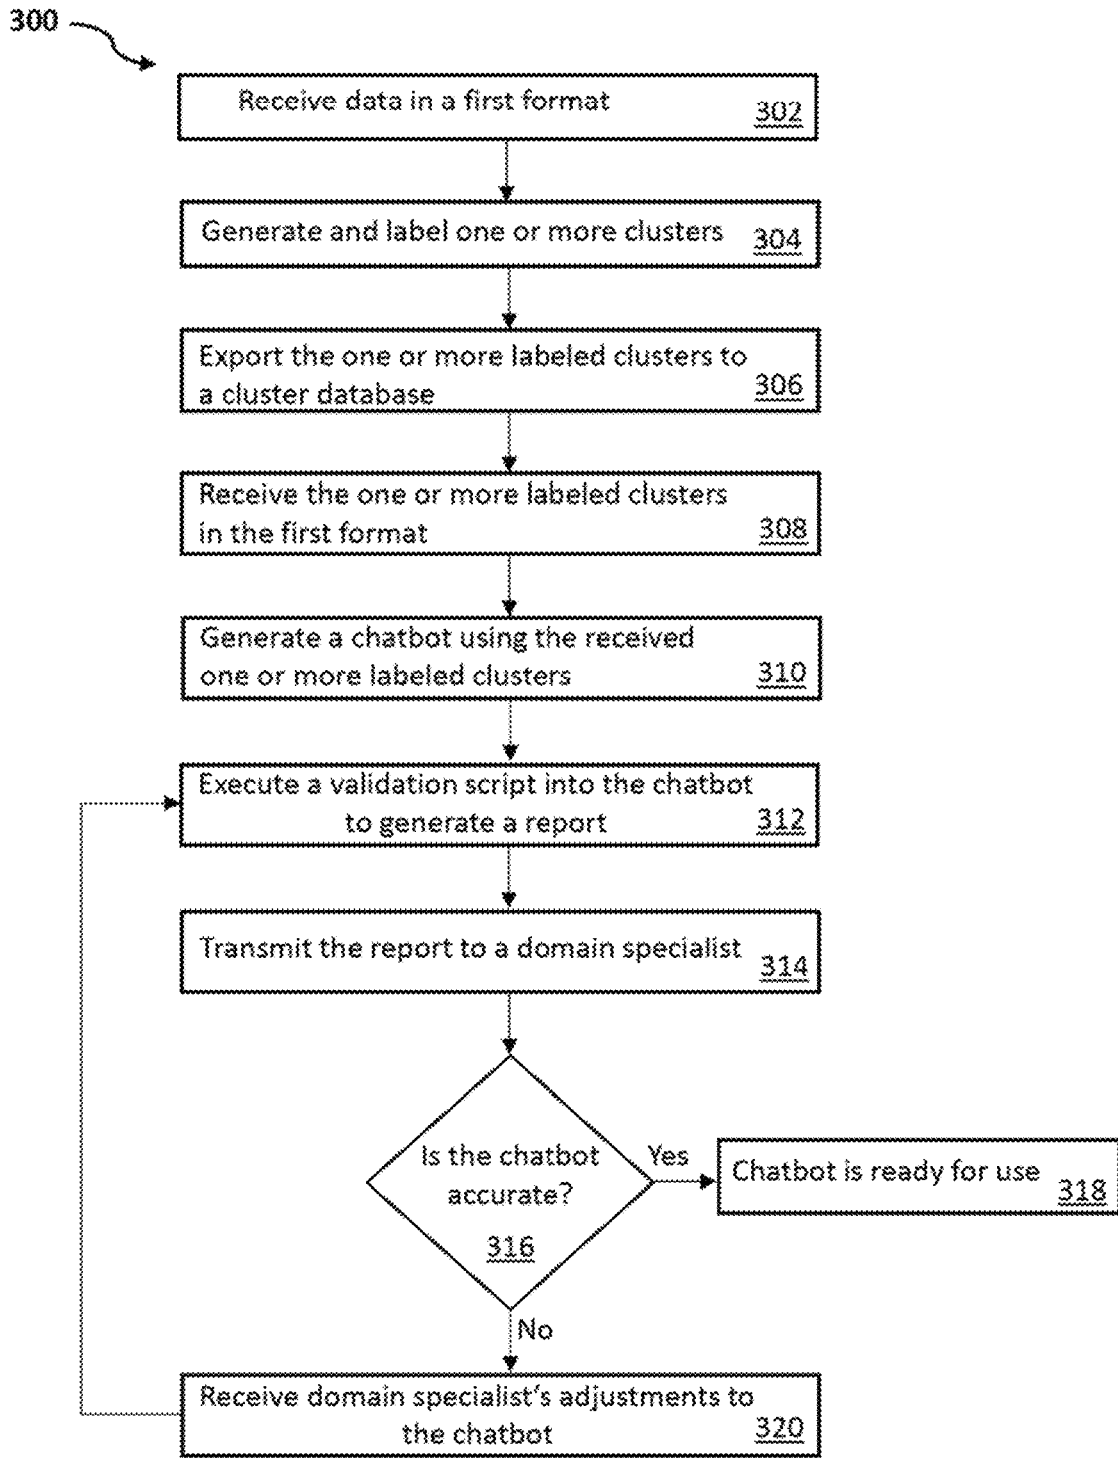 300
Receive data in a first format
302
Generate and label one or more clusters
304
Export the one or more labeled clusters to
a cluster database
306
Receive the one or more labeled clusters
in the first format
308
Generate a chatbot using the received
one or more labeled clusters
310
Execute a validation script into the chatbot
to generate a report
312
Transmit the report to a domain specialist
314
Is the chatbot
accurate?
316
Yes
Chatbot is ready for use
318
No
Receive domain specialist's adjustments to
the chatbot
320